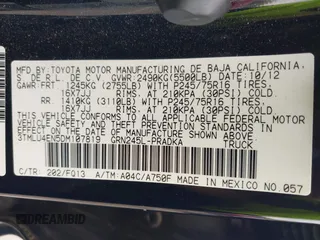 MFD.BY:TOYOTA MOTOR MANUFACTURING DE BAJA CALIFORNIA,
S. DE R.L. DE C.V. GVWR:2490KG(5500LB) DATE:10/12
GAWR:FRT 1245KG (2755LB) WITH P245/75R16 TIRES,
16X7JJ RIMS, AT 210KPA (30PSI) COLD.
RR 1410KG (3110LB) WITH P245/75R16 TIRES,
16X7JJ RIMS, AT 210KPA (30PSI) COLD.
THIS VEHICLE CONFORMS TO ALL APPLICABLE FEDERAL MOTOR
VEHICLE SAFETY STANDARDS IN EFFECT ON THE DATE OF
MANUFACTURE SHOWN ABOVE.
3TMLU4EN5DM107819 GRN245L-PRADKA TRUCK
C/TR: 202/FQ13 A/TM:A04C/A750F MADE IN MEXICO NO.057
DREAMBID